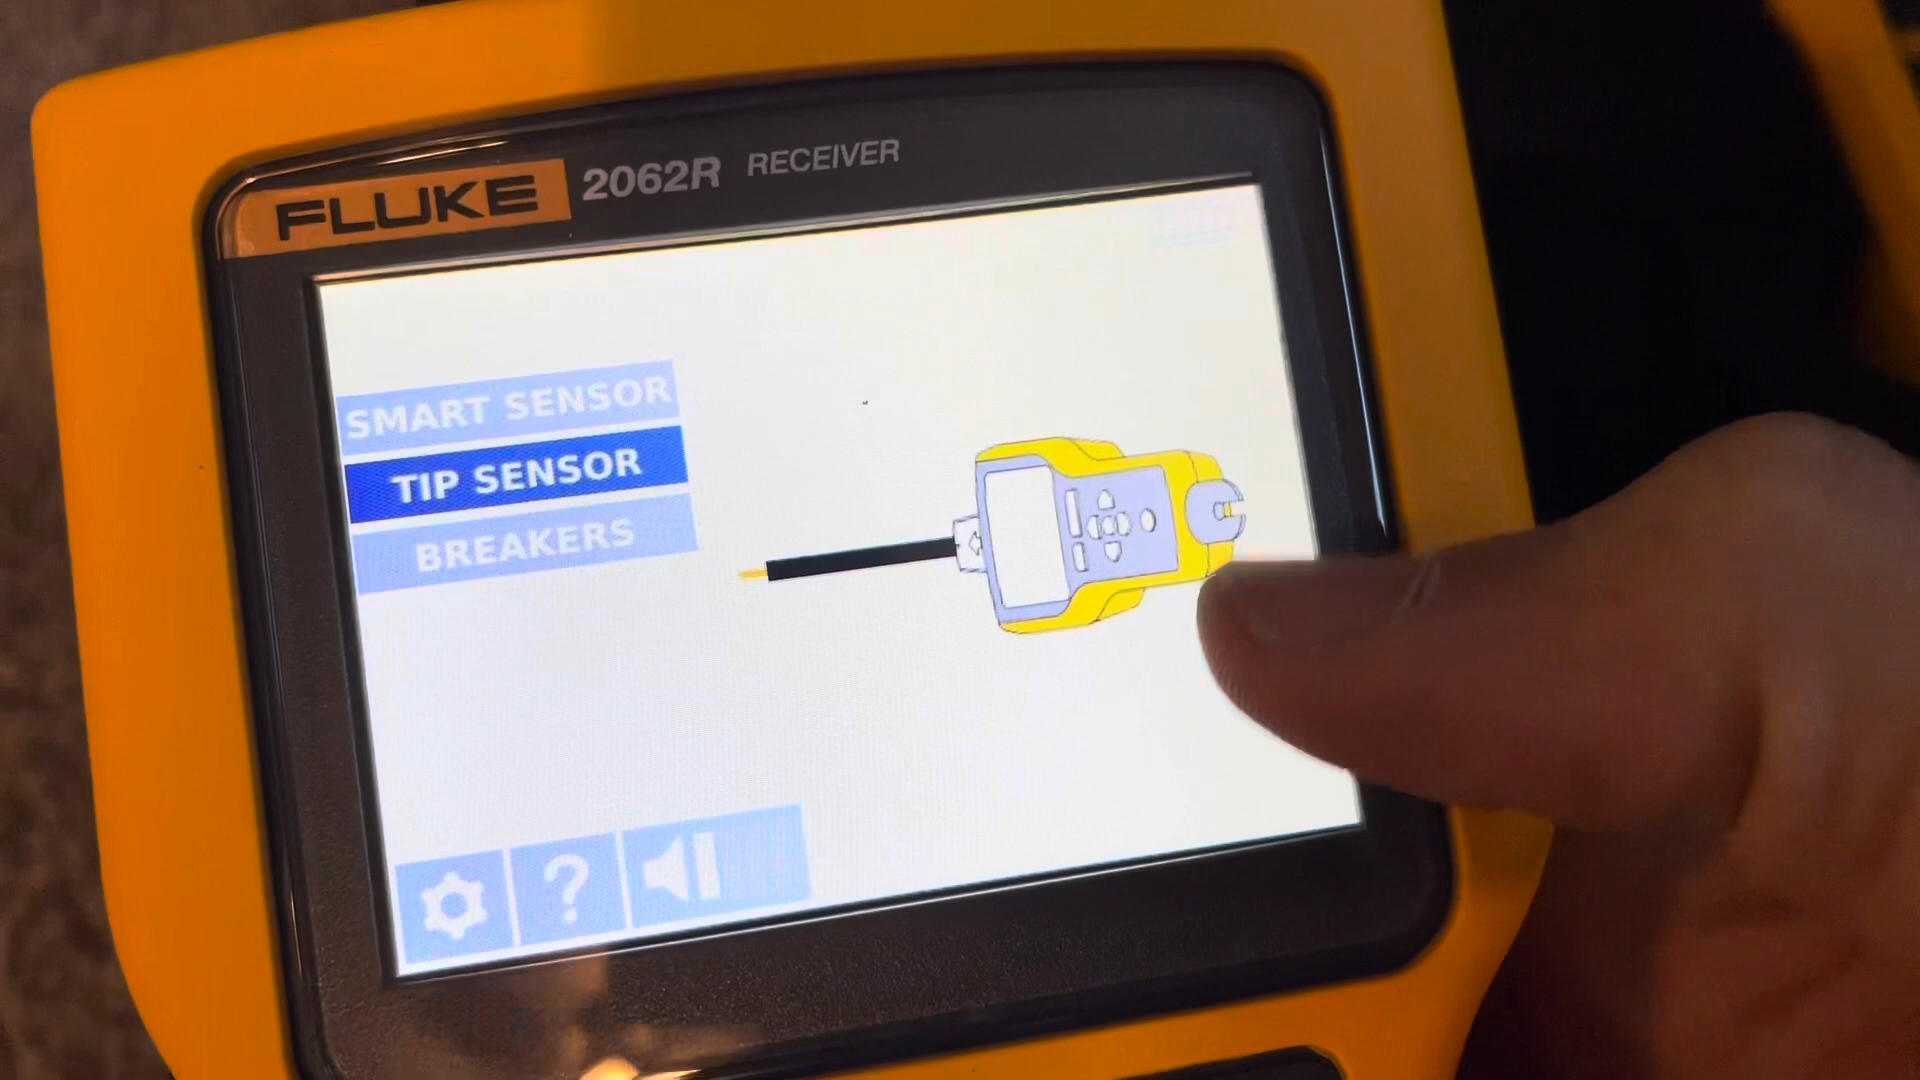 FLUKE 2062R RECEIVER
SMART SENSOR
TIP SENSOR
BREAKERS
?